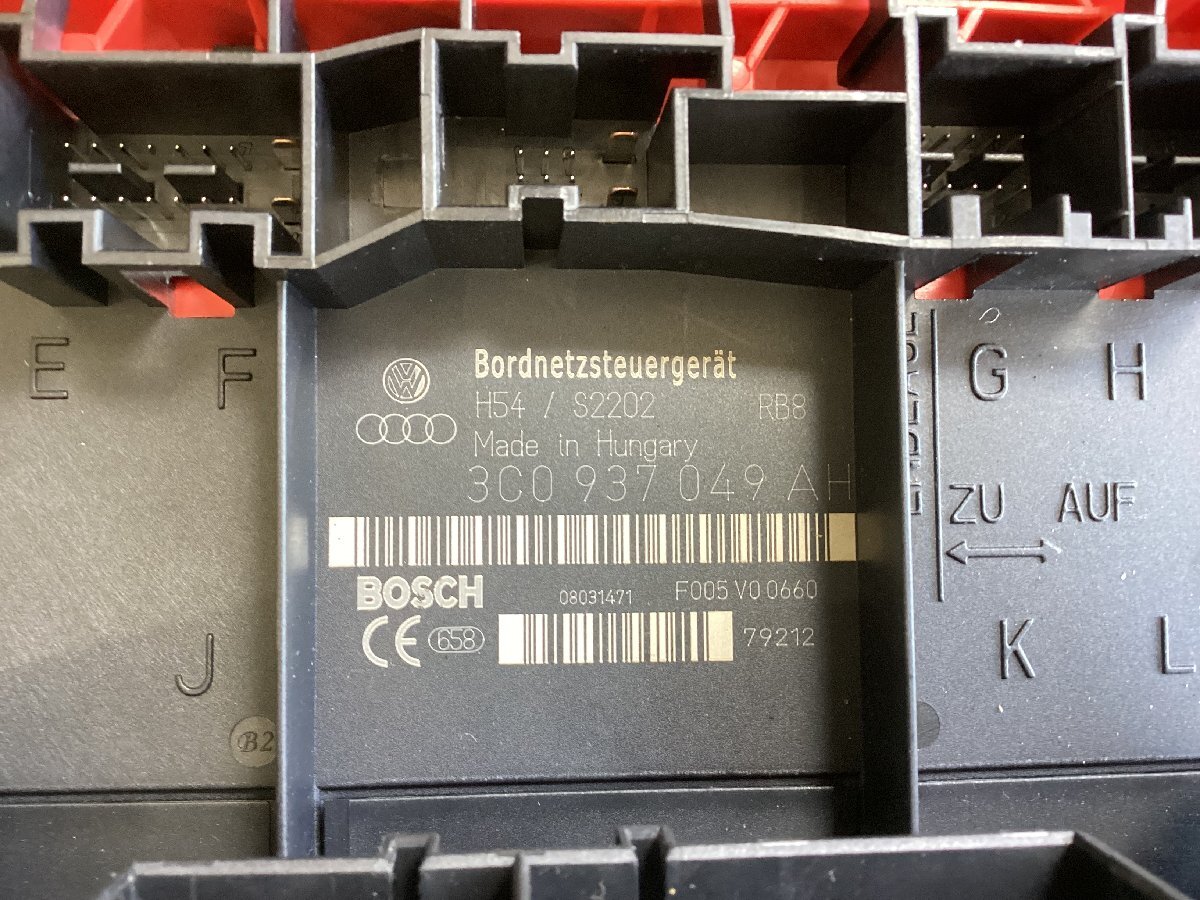 E
F
Bordnetzsteuergerät
H54 / S2202 RB8
Made in Hungary
3C0 937 049 AH
BOSCH
08031471 F005 V0 0660
CE 658
79212
J
B2
G H
ZU AUF
K L